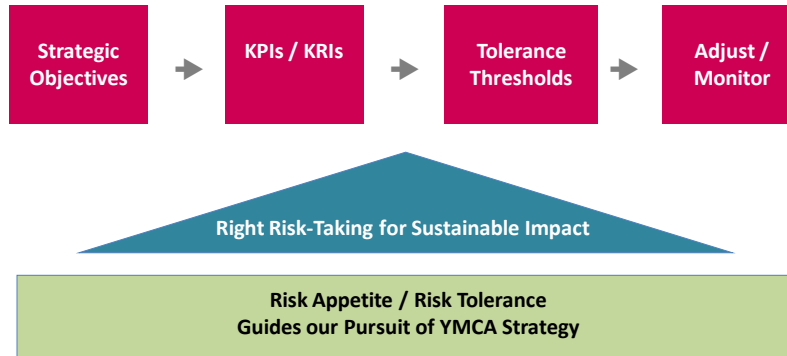 Strategic
Objectives
KPIs / KRIs
Tolerance
Thresholds
Adjust /
Monitor
Right Risk-Taking for Sustainable Impact
Risk Appetite / Risk Tolerance
Guides our Pursuit of YMCA Strategy